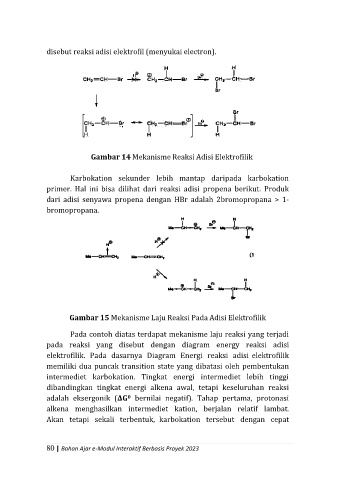 disebut reaksi adisi elektrofil (menyukai electron).
Gambar 14 Mekanisme Reaksi Adisi Elektrofilik
Karbokation sekunder lebih mantap daripada karbokation
primer. Hal ini bisa dilihat dari reaksi adisi propena berikut. Produk
dari adisi senyawa propena dengan HBr adalah 2bromopropana > 1-
bromopropana.
Gambar 15 Mekanisme Laju Reaksi Pada Adisi Elektrofilik
Pada contoh diatas terdapat mekanisme laju reaksi yang terjadi
pada reaksi yang disebut dengan diagram energy reaksi adisi
elektrofilik. Pada dasarnya Diagram Energi reaksi adisi elektrofilik
memiliki dua puncak transition state yang dibatasi oleh pembentukan
intermediet karbokation. Tingkat energi intermediet lebih tinggi
dibandingkan tingkat energi alkena awal, tetapi keseluruhan reaksi
adalah eksergonik (ΔG⁰ bernilai negatif). Tahap pertama, protonasi
alkena menghasilkan intermediet kation, berjalan relatif lambat.
Akan tetapi sekali terbentuk, karbokation tersebut dengan cepat
80 | Bahan Ajar e-Modul Interaktif Berbasis Proyek 2023